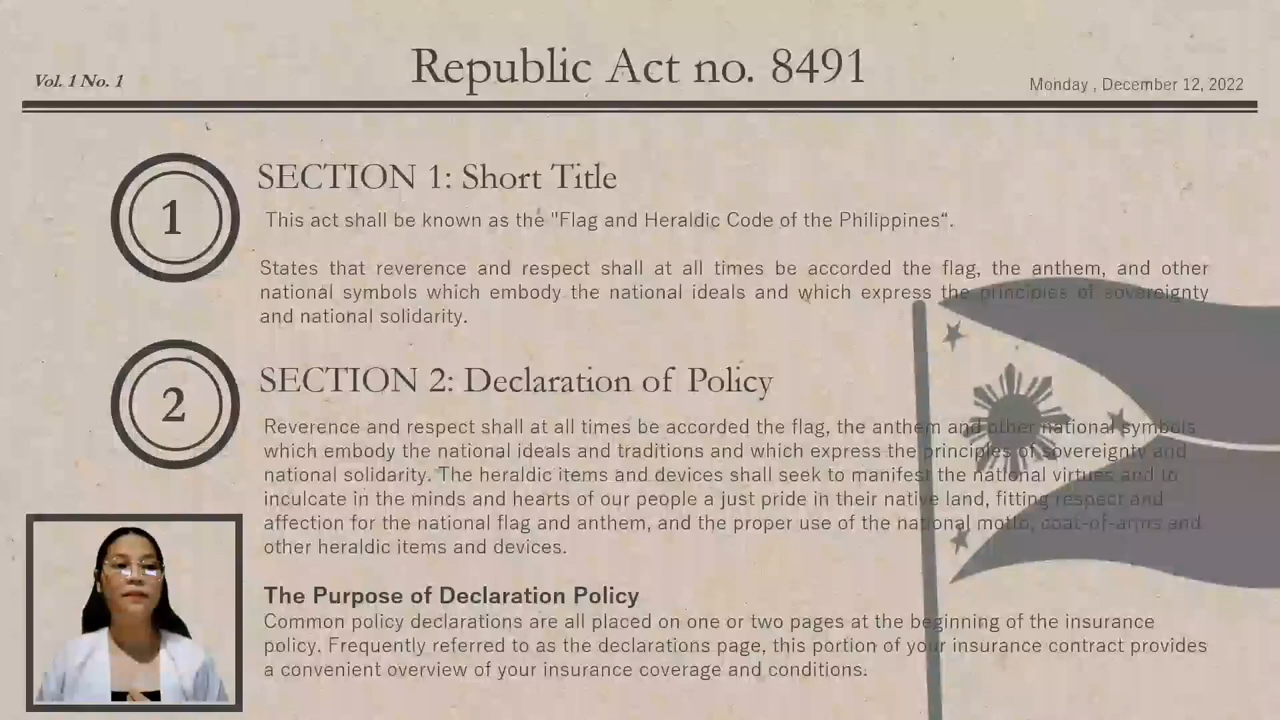 Republic Act no. 8491
Vol. 1 No. 1
Monday , December 12, 2022
1
SECTION 1: Short Title
This act shall be known as the "Flag and Heraldic Code of the Philippines“.
States that reverence and respect shall at all times be accorded the flag, the anthem, and other
national symbols which embody the national ideals and which express the principles of sovereignty
and national solidarity.
2
SECTION 2: Declaration of Policy
Reverence and respect shall at all times be accorded the flag, the anthem and other national symbols
which embody the national ideals and traditions and which express the principles of sovereignty and
national solidarity. The heraldic items and devices shall seek to manifest the national virtues and to
inculcate in the minds and hearts of our people a just pride in their native land, fitting respect and
affection for the national flag and anthem, and the proper use of the national motto, coat-of-arms and
other heraldic items and devices.
The Purpose of Declaration Policy
Common policy declarations are all placed on one or two pages at the beginning of the insurance
policy. Frequently referred to as the declarations page, this portion of your insurance contract provides
a convenient overview of your insurance coverage and conditions.